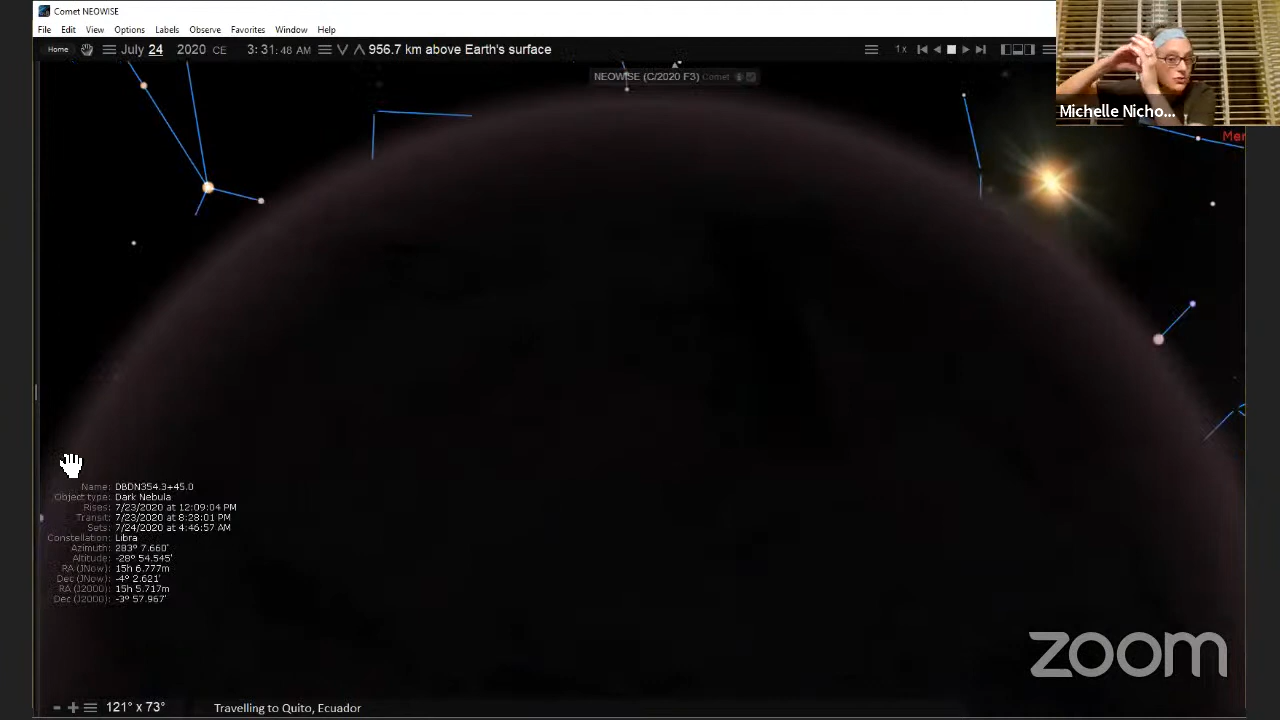 Comet NEOWISE
File Edit View Options Labels Observe Favorites Window Help
Home July 24 2020 CE 3:31:48 AM 956.7 km above Earth's surface 1x
NEOWISE (C/2020 F3) Comet
Michelle Nicho...
Mer
Name: DBDN354.3+45.0
Object type: Dark Nebula
Rises: 7/23/2020 at 12:09:04 PM
Transit: 7/23/2020 at 8:28:01 PM
Sets: 7/24/2020 at 4:46:57 AM
Constellation: Libra
Azimuth: 283° 7.660'
Altitude: -28° 54.545'
RA (JNow): 15h 6.777m
Dec (JNow): -4° 2.621'
RA (J2000): 15h 5.717m
Dec (J2000): -3° 57.967'
zoom
121° x 73° Travelling to Quito, Ecuador